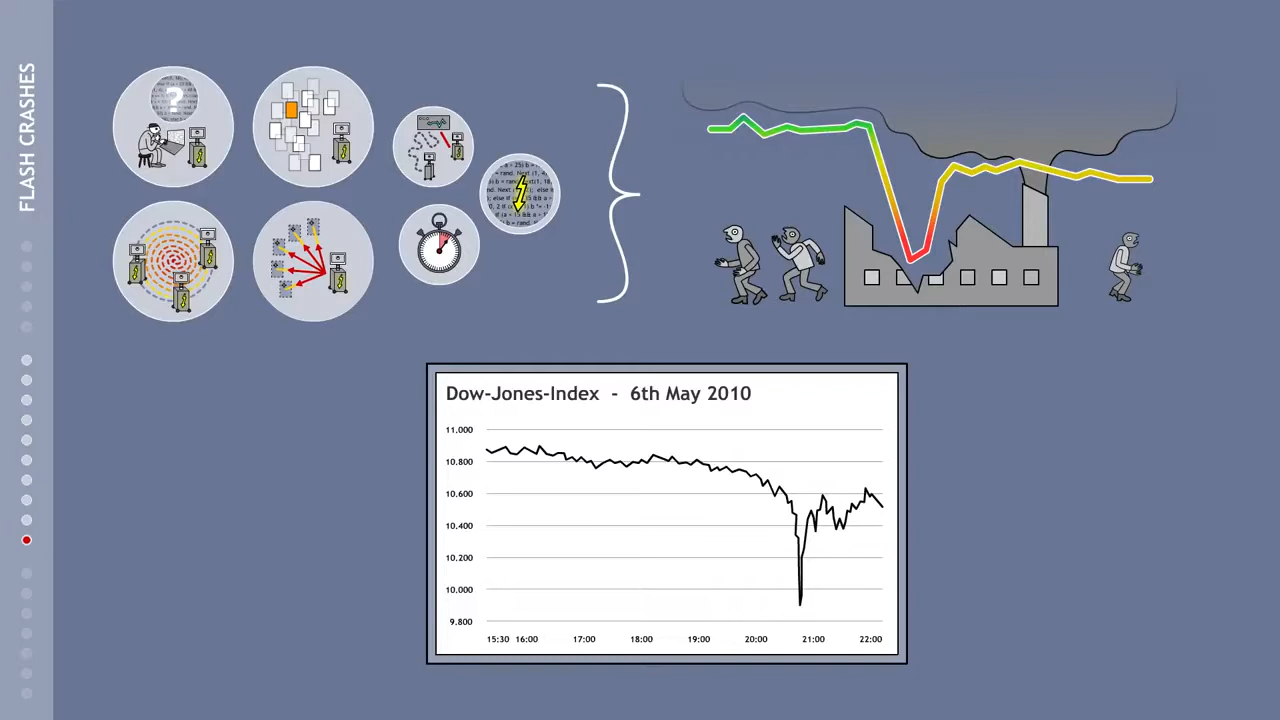 FLASH CRASHES
?
Dow-Jones-Index - 6th May 2010
11.000
10.800
10.600
10.400
10.200
10.000
9.800
15:30 16:00 17:00 18:00 19:00 20:00 21:00 22:00